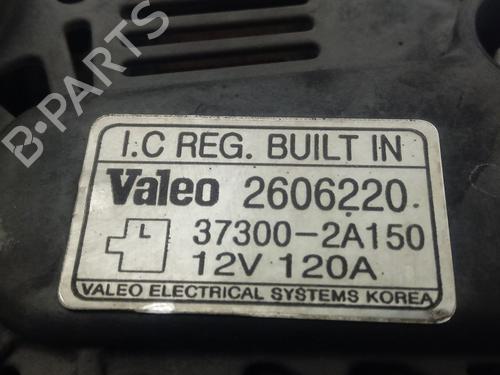 I.C REG. BUILT IN
Valeo 2606220
L 37300-2A150
12V 120A
VALEO ELECTRICAL SYSTEMS KOREA
B-PARTS